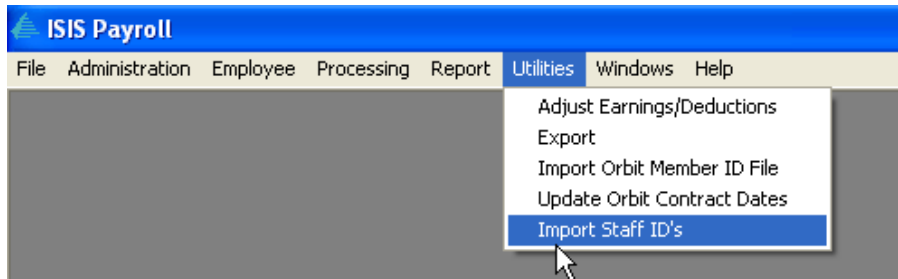 ISIS Payroll
File Administration Employee Processing Report Utilities Windows Help
Adjust Earnings/Deductions
Export
Import Orbit Member ID File
Update Orbit Contract Dates
Import Staff ID's